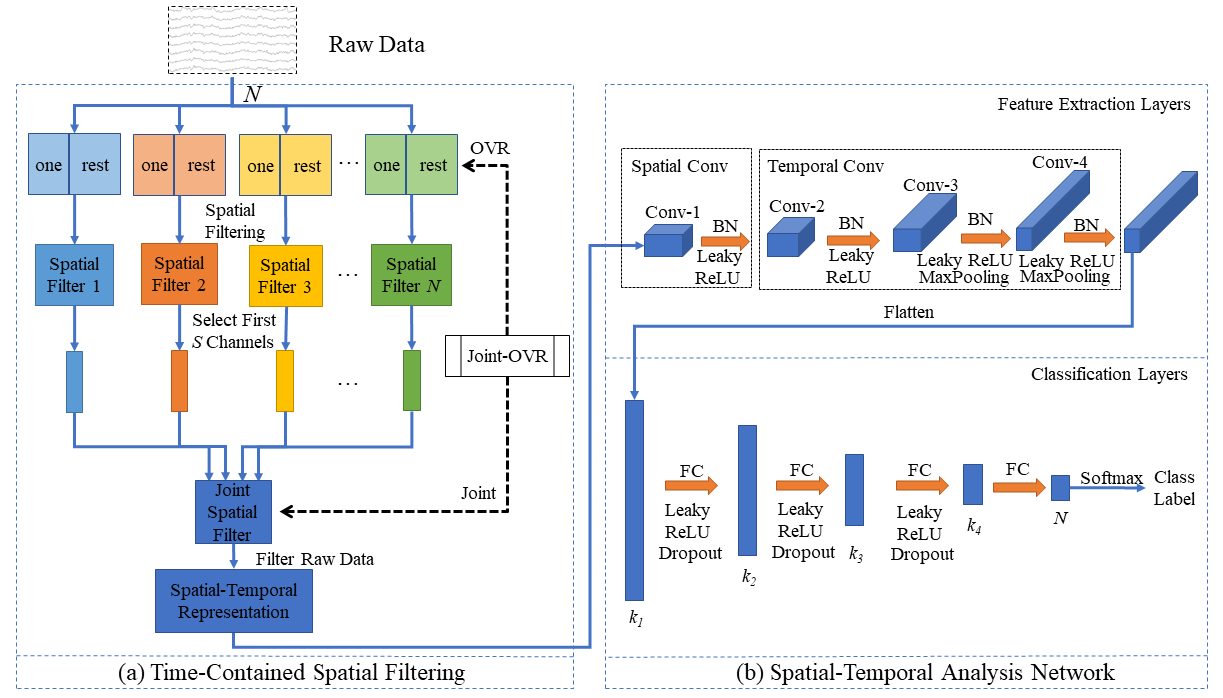 Raw Data
N
one rest
one rest
one rest
...
one rest
OVR
Spatial
Filtering
Spatial
Filter 1
Spatial
Filter 2
Spatial
Filter 3
...
Spatial
Filter N
Select First
S Channels
...
Joint-OVR
Joint
Joint
Spatial
Filter
Filter Raw Data
Spatial-Temporal
Representation
(a) Time-Contained Spatial Filtering
Feature Extraction Layers
Spatial Conv
Conv-1
BN
Leaky
ReLU
Temporal Conv
Conv-2
BN
Leaky
ReLU
Conv-3
BN
Leaky ReLU
MaxPooling
Conv-4
BN
Leaky ReLU
MaxPooling
Flatten
Classification Layers
k1
FC
Leaky
ReLU
Dropout
k2
FC
Leaky
ReLU
Dropout
k3
FC
Leaky
ReLU
Dropout
k4
FC
N
Softmax
Class
Label
(b) Spatial-Temporal Analysis Network